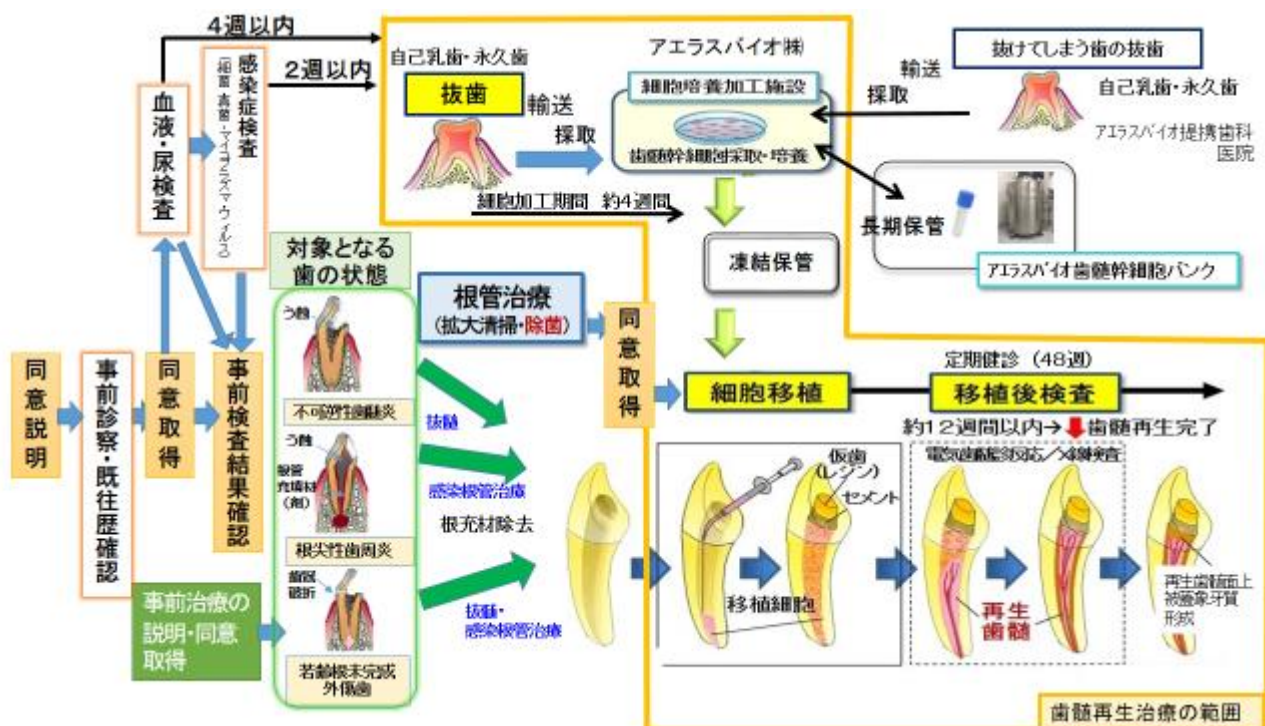 4週以内
2週以内
血液・尿検査
感染症検査
自己乳歯・永久歯
抜歯
輸送
採取
アエラスバイオ㈱
細胞培養加工施設
歯髄幹細胞採取・培養
細胞加工期間 約4週間
抜けてしまう歯の抜歯
輸送
採取
自己乳歯・永久歯
アエラスバイオ提携歯科
医院
長期保管
アエラスバイオ歯髄幹細胞バンク
凍結保管
対象となる
歯の状態
う蝕
不可逆性歯髄炎
う蝕
根管
充填材
(剤)
根尖性歯周炎
歯冠
破折
若齢根未完成
外傷歯
根管治療
(拡大清掃・除菌)
同意説明
事前診察・既往歴確認
同意取得
事前検査結果確認
事前治療の
説明・同意
取得
抜髄
感染根管治療
根充材除去
抜髄・
感染根管治療
同意取得
細胞移植
定期健診 (48週)
移植後検査
約12週間以内→
歯髄再生完了
仮歯
(レジン)
セメント
移植細胞
再生
歯髄
再生歯髄面上
被蓋象牙質
形成
歯髄再生治療の範囲